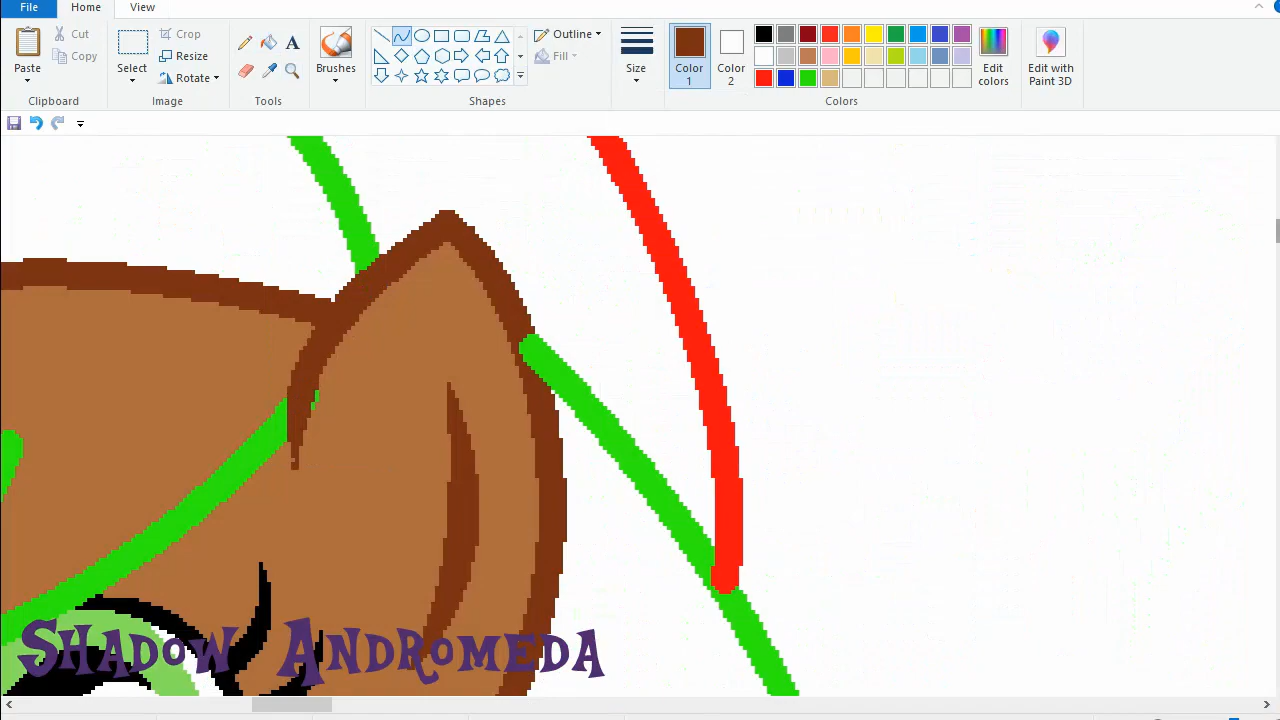 File Home View
Paste Cut Copy Clipboard
Select Crop Resize Rotate Image
A Tools
Brushes
Outline Fill Shapes
Size
Color 1 Color 2 Edit colors Colors
Edit with Paint 3D
Shadow Andromeda